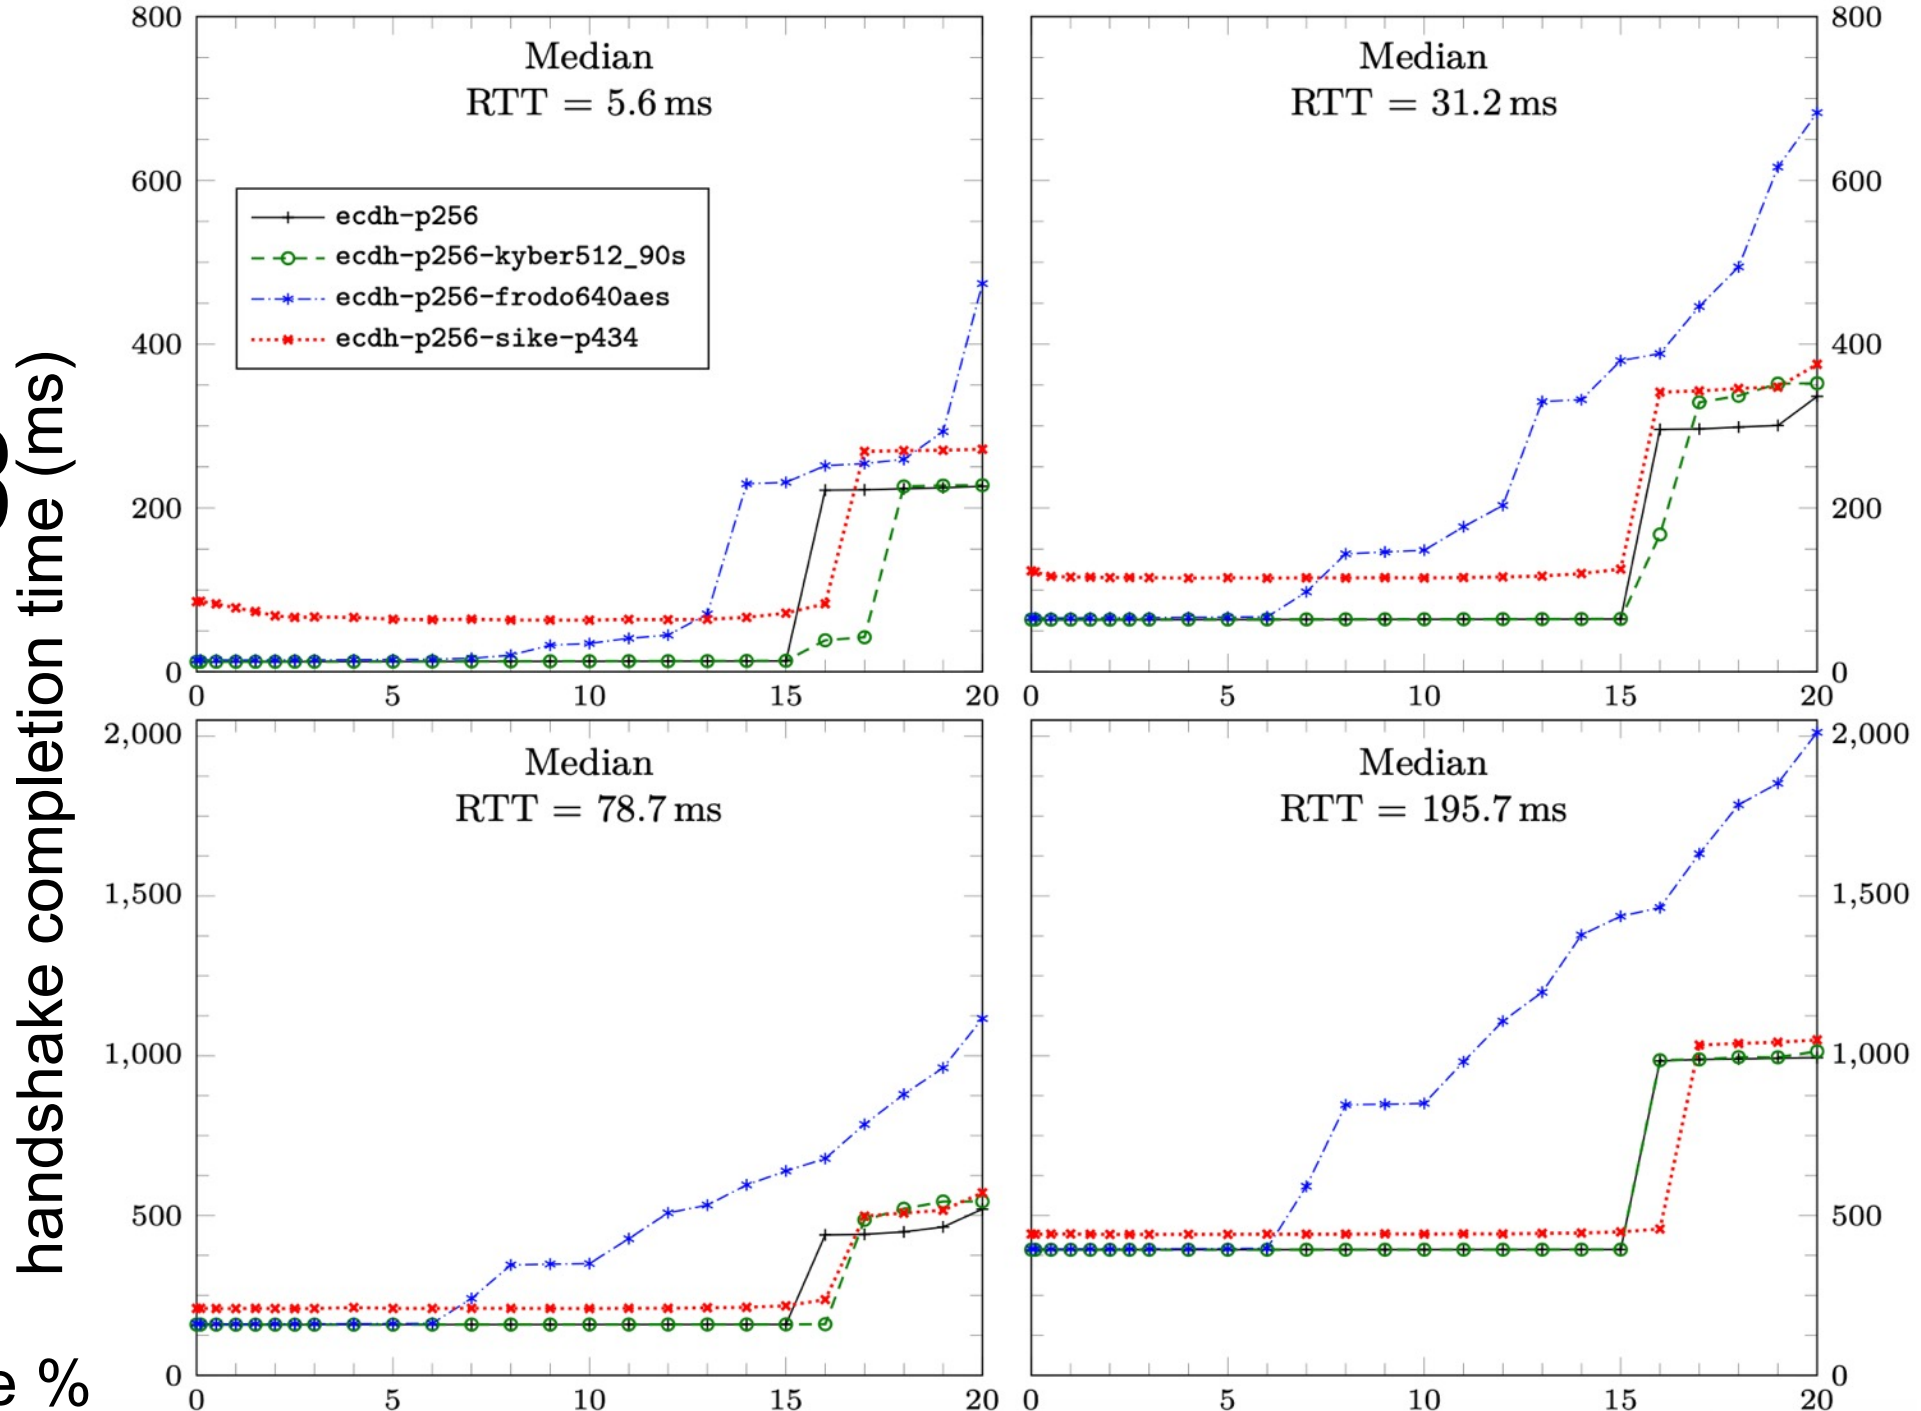 800
600
400
200
0
0 5 10 15 20
Median
RTT = 5.6 ms
ecdh-p256
ecdh-p256-kyber512_90s
ecdh-p256-frodo640aes
ecdh-p256-sike-p434
Median
RTT = 31.2 ms
800
600
400
200
0
0 5 10 15 20
handshake completion time (ms)
2,000
1,500
1,000
500
0
0 5 10 15 20
Median
RTT = 78.7 ms
Median
RTT = 195.7 ms
2,000
1,500
1,000
500
0
0 5 10 15 20
e %